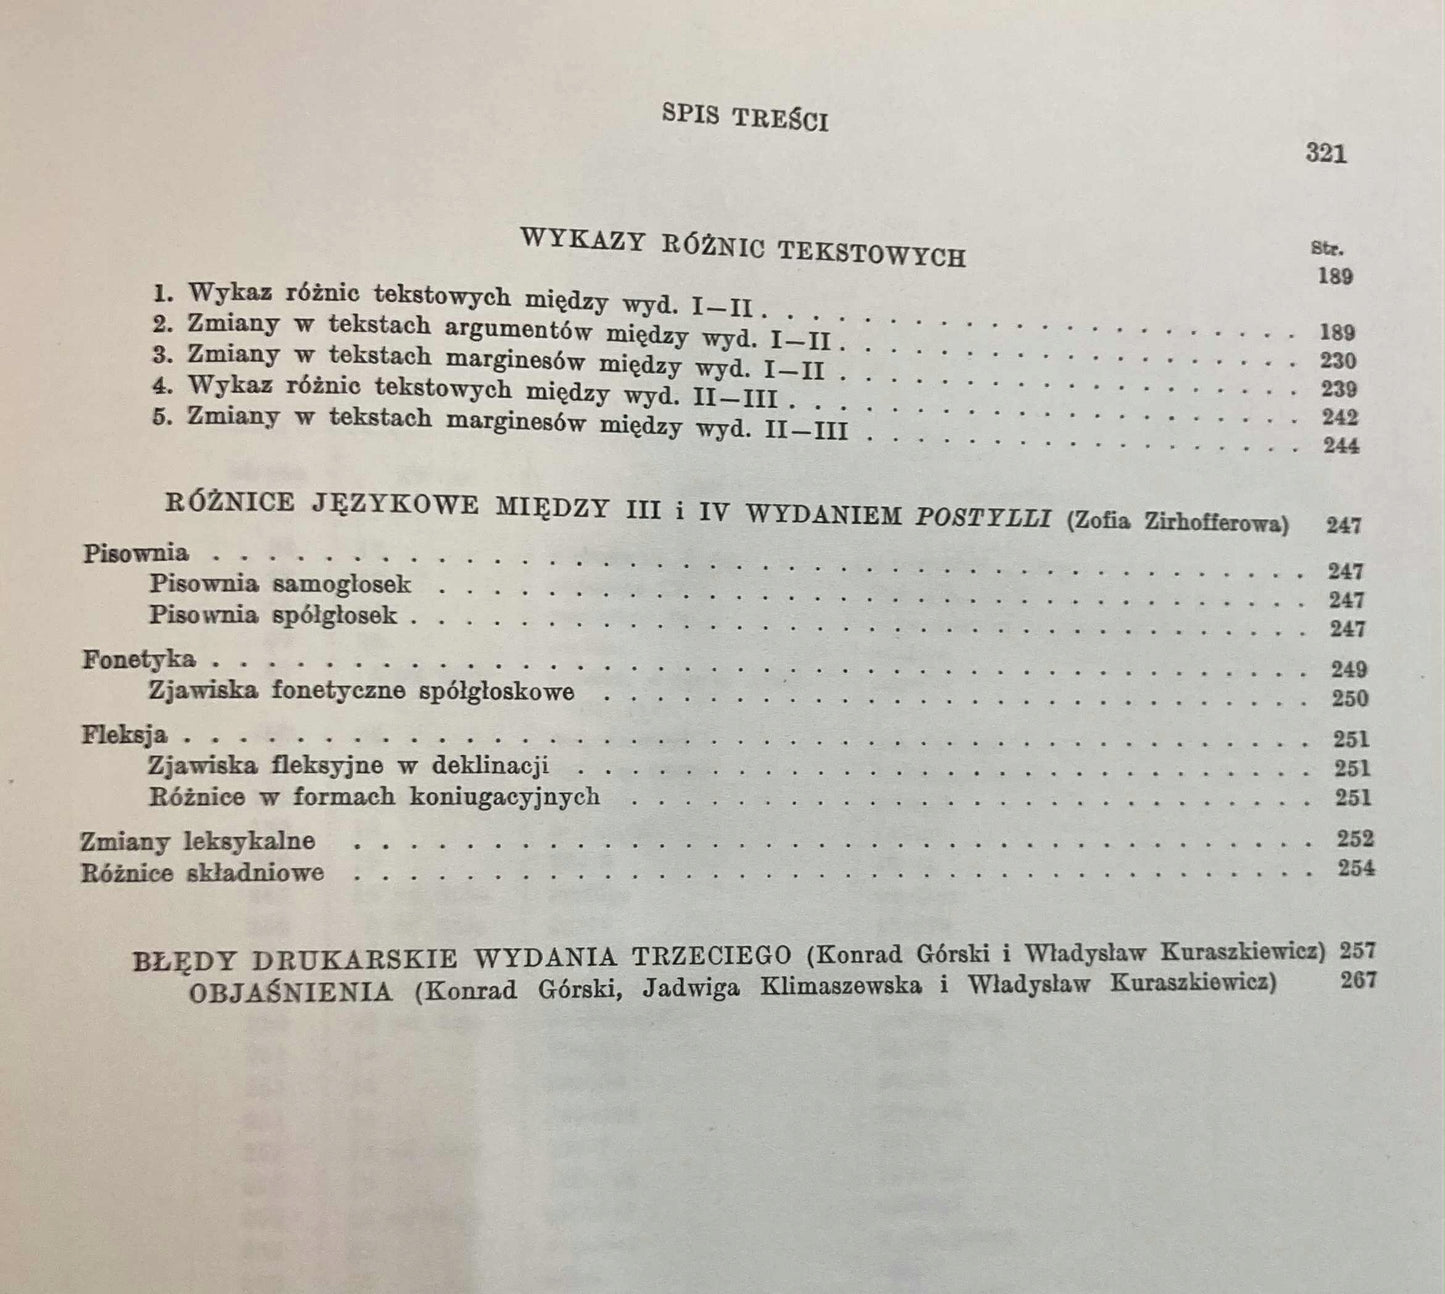 SPIS TREŚCI
321
WYKAZY RÓŻNIC TEKSTOWYCH Str. 189
1. Wykaz różnic tekstowych między wyd. I—II . . . . . . . . . . . . . . . . . . . . 189
2. Zmiany w tekstach argumentów między wyd. I—II . . . . . . . . . . . . . . . . . . 230
3. Zmiany w tekstach marginesów między wyd. I—II . . . . . . . . . . . . . . . . . . 239
4. Wykaz różnic tekstowych między wyd. II—III . . . . . . . . . . . . . . . . . . . . 242
5. Zmiany w tekstach marginesów między wyd. II—III . . . . . . . . . . . . . . . . . 244
RÓŻNICE JĘZYKOWE MIĘDZY III i IV WYDANIEM POSTYLLI (Zofia Zirhofferowa) 247
Pisownia . . . . . . . . . . . . . . . . . . . . . . . . . . . . . . . . . . . . . . . . 247
Pisownia samogłosek . . . . . . . . . . . . . . . . . . . . . . . . . . . . . . . . 247
Pisownia spółgłosek . . . . . . . . . . . . . . . . . . . . . . . . . . . . . . . . . 247
Fonetyka . . . . . . . . . . . . . . . . . . . . . . . . . . . . . . . . . . . . . . . . 249
Zjawiska fonetyczne spółgłoskowe . . . . . . . . . . . . . . . . . . . . . . . . . . 250
Fleksja . . . . . . . . . . . . . . . . . . . . . . . . . . . . . . . . . . . . . . . . . 251
Zjawiska fleksyjne w deklinacji . . . . . . . . . . . . . . . . . . . . . . . . . . . 251
Różnice w formach koniugacyjnych . . . . . . . . . . . . . . . . . . . . . . . . . 251
Zmiany leksykalne . . . . . . . . . . . . . . . . . . . . . . . . . . . . . . . . . . . 252
Różnice składniowe . . . . . . . . . . . . . . . . . . . . . . . . . . . . . . . . . . . 254
BŁĘDY DRUKARSKIE WYDANIA TRZECIEGO (Konrad Górski i Władysław Kuraszkiewicz) 257
OBJAŚNIENIA (Konrad Górski, Jadwiga Klimaszewska i Władysław Kuraszkiewicz) 267